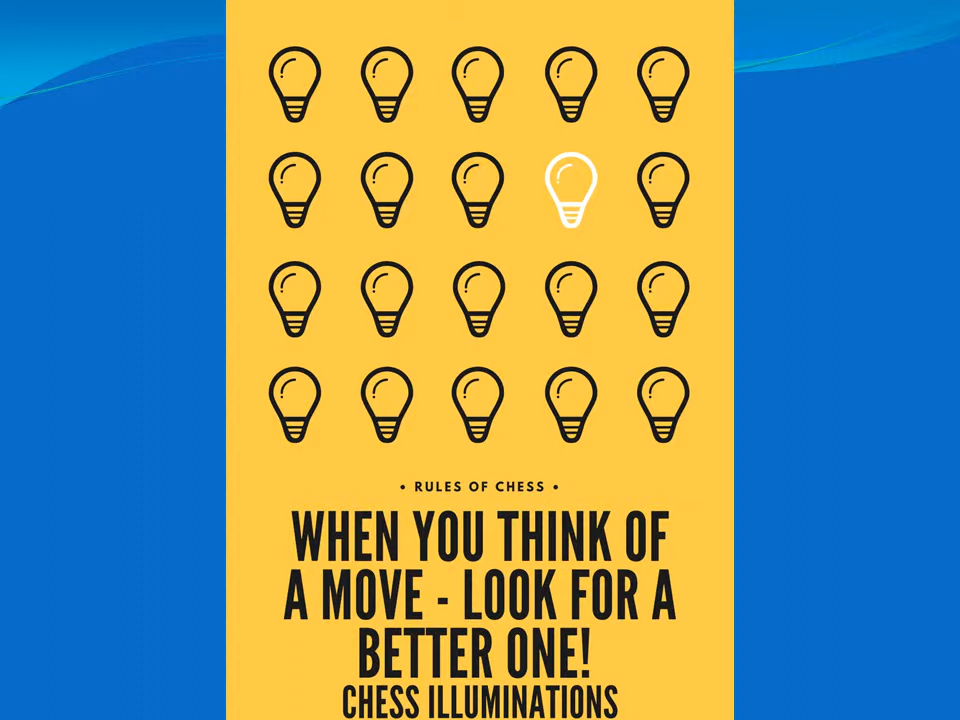 • RULES OF CHESS •
WHEN YOU THINK OF
A MOVE - LOOK FOR A
BETTER ONE!
CHESS ILLUMINATIONS